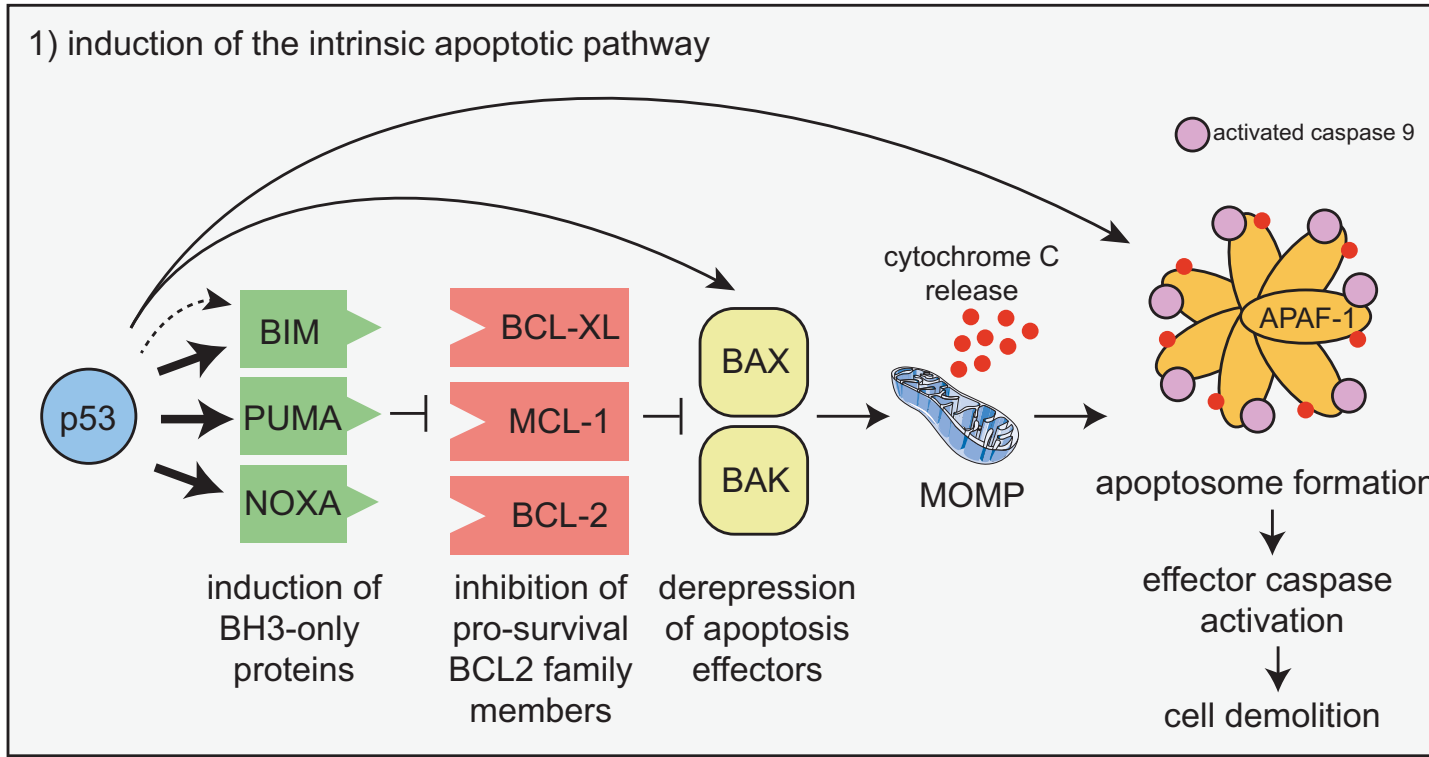 1) induction of the intrinsic apoptotic pathway
activated caspase 9
cytochrome C
release
p53
BIM
PUMA
NOXA
BCL-XL
MCL-1
BCL-2
BAX
BAK
MOMP
APAF-1
induction of
BH3-only
proteins
inhibition of
pro-survival
BCL2 family
members
derepression
of apoptosis
effectors
apoptosome formation
effector caspase
activation
cell demolition